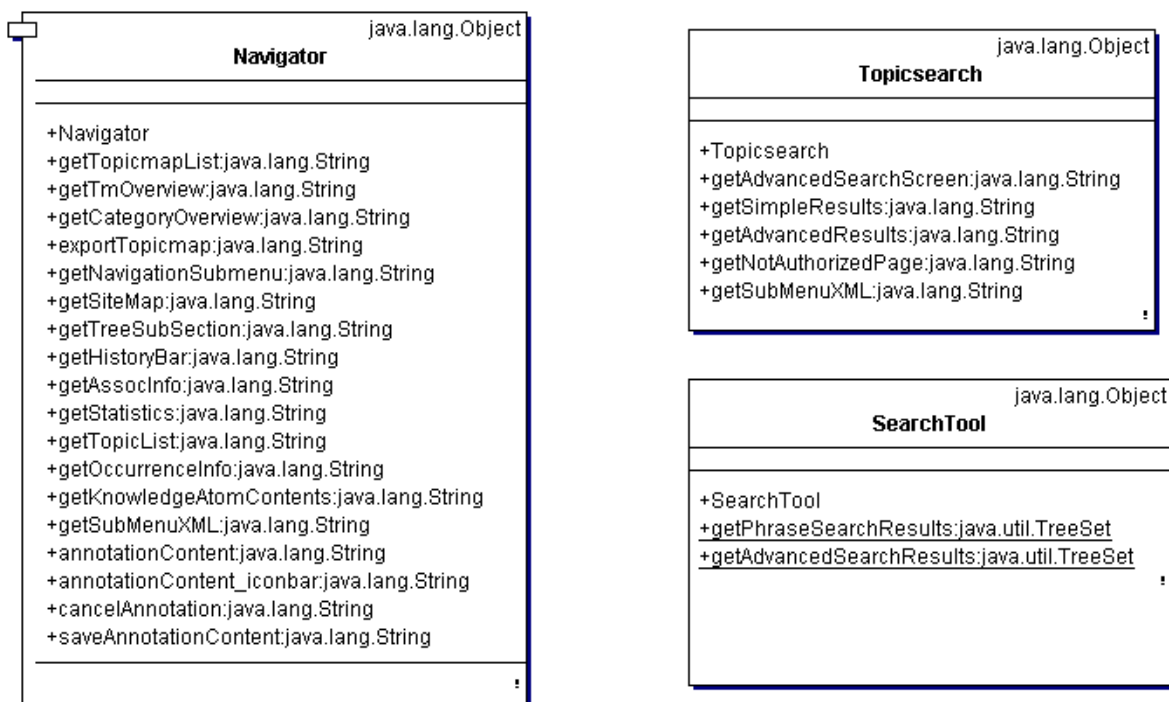 java.lang.Object
Navigator
+Navigator
+getTopicmapList:java.lang.String
+getTmOverview:java.lang.String
+getCategoryOverview:java.lang.String
+exportTopicmap:java.lang.String
+getNavigationSubmenu:java.lang.String
+getSiteMap:java.lang.String
+getTreeSubSection:java.lang.String
+getHistoryBar:java.lang.String
+getAssocInfo:java.lang.String
+getStatistics:java.lang.String
+getTopicList:java.lang.String
+getOccurrenceInfo:java.lang.String
+getKnowledgeAtomContents:java.lang.String
+getSubMenuXML:java.lang.String
+annotationContent:java.lang.String
+annotationContent_iconbar:java.lang.String
+cancelAnnotation:java.lang.String
+saveAnnotationContent:java.lang.String
!
java.lang.Object
Topicsearch
+Topicsearch
+getAdvancedSearchScreen:java.lang.String
+getSimpleResults:java.lang.String
+getAdvancedResults:java.lang.String
+getNotAuthorizedPage:java.lang.String
+getSubMenuXML:java.lang.String
!
java.lang.Object
SearchTool
+SearchTool
+getPhraseSearchResults:java.util.TreeSet
+getAdvancedSearchResults:java.util.TreeSet
!